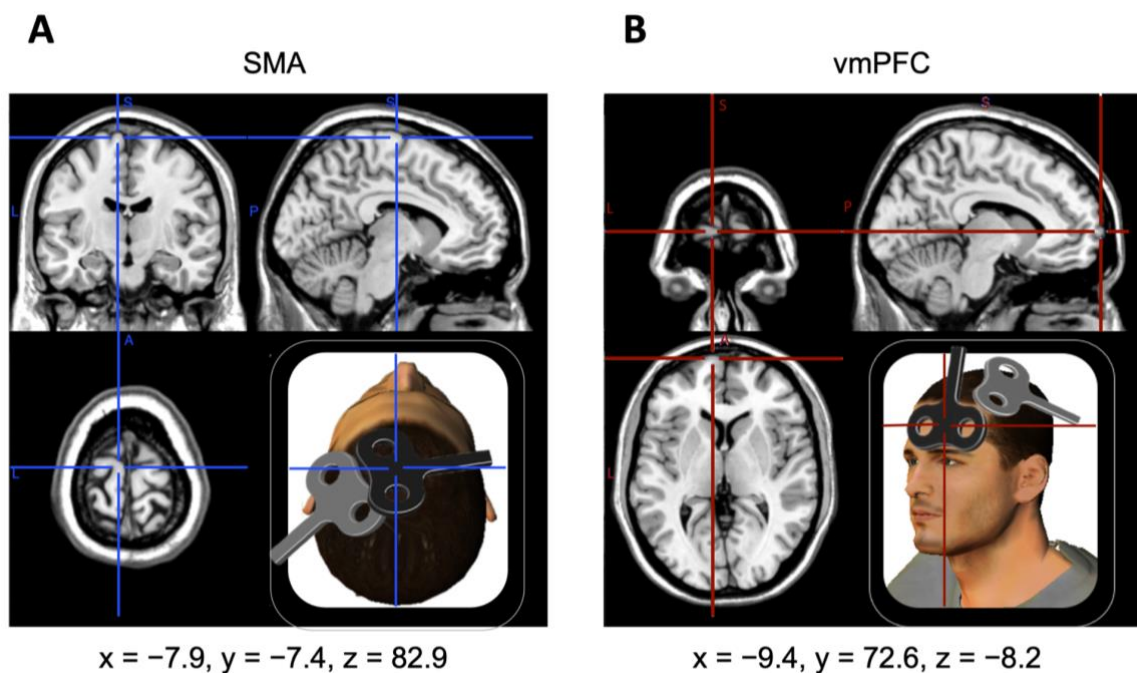 A
B
SMA
vmPFC
S
S
L
P
A
L
S
S
L
P
A
L
x = −7.9, y = −7.4, z = 82.9
x = −9.4, y = 72.6, z = −8.2